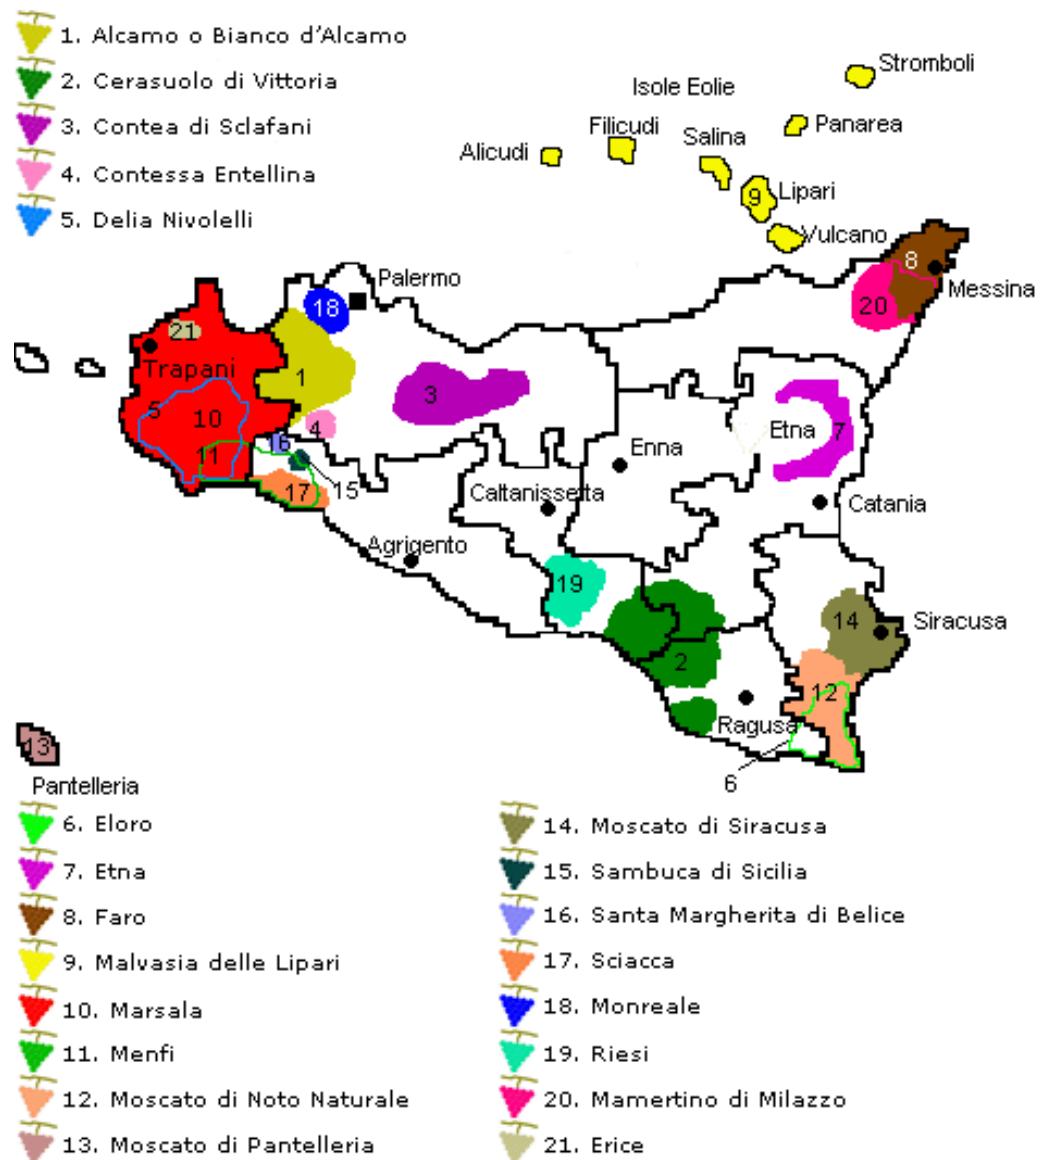 1. Alcamo o Bianco d'Alcamo
2. Cerasuolo di Vittoria
3. Contea di Sclafani
4. Contessa Entellina
5. Delia Nivolelli
Stromboli
Isole Eolie
Filicudi
Salina
Panarea
Alicudi
9
Lipari
Vulcano
8
Messina
Palermo
18
20
21
Trapani
1
3
5
10
4
Etna
7
16
Enna
11
15
17
Caltanissetta
Catania
Agrigento
19
14
Siracusa
2
12
Ragusa
6
13
Pantelleria
6. Eloro
7. Etna
8. Faro
9. Malvasia delle Lipari
10. Marsala
11. Menfi
12. Moscato di Noto Naturale
13. Moscato di Pantelleria
14. Moscato di Siracusa
15. Sambuca di Sicilia
16. Santa Margherita di Belice
17. Sciacca
18. Monreale
19. Riesi
20. Mamertino di Milazzo
21. Erice